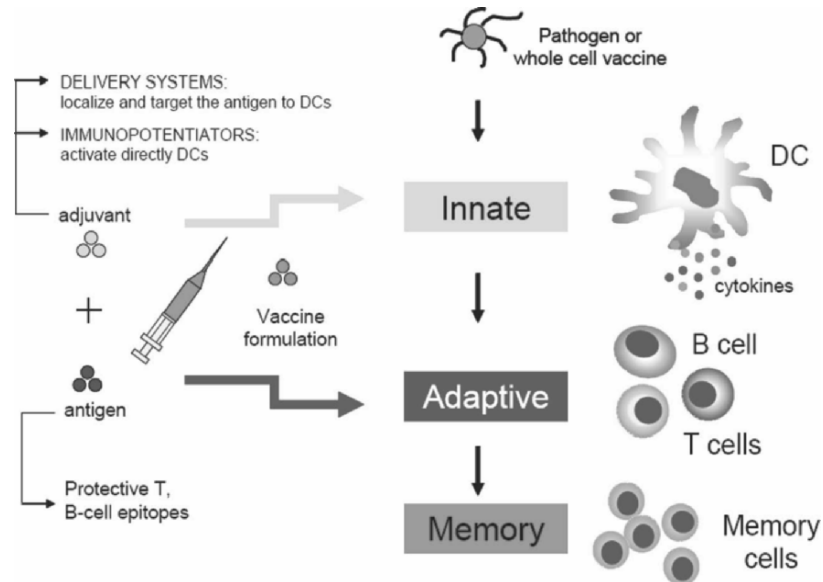 Pathogen or
whole cell vaccine
DELIVERY SYSTEMS:
localize and target the antigen to DCs
IMMUNOPOTENTIATORS:
activate directly DCs
DC
adjuvant
Innate
cytokines
+
Vaccine
formulation
B cell
antigen
Adaptive
T cells
Protective T,
B-cell epitopes
Memory
Memory
cells